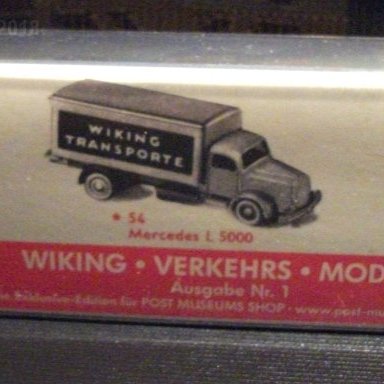 WIKING
TRANSPORTE
* 54
Mercedes L 5000
WIKING • VERKEHRS • MOD
Ausgabe Nr. 1
Exklusive-Edition für POST MUSEUMS SHOP · www.post-mu